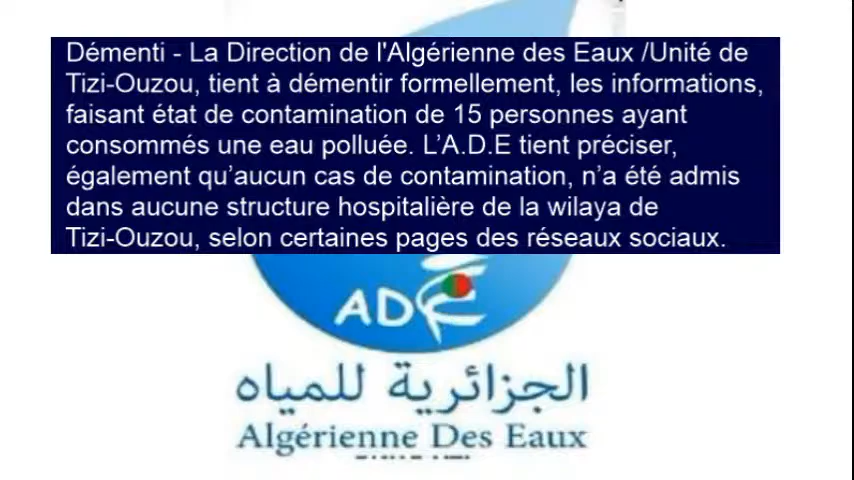 Démenti - La Direction de l'Algérienne des Eaux /Unité de
Tizi-Ouzou, tient à démentir formellement, les informations,
faisant état de contamination de 15 personnes ayant
consommés une eau polluée. L’A.D.E tient préciser,
également qu’aucun cas de contamination, n’a été admis
dans aucune structure hospitalière de la wilaya de
Tizi-Ouzou, selon certaines pages des réseaux sociaux.
ADE
الجزائرية للمياه
Algérienne Des Eaux